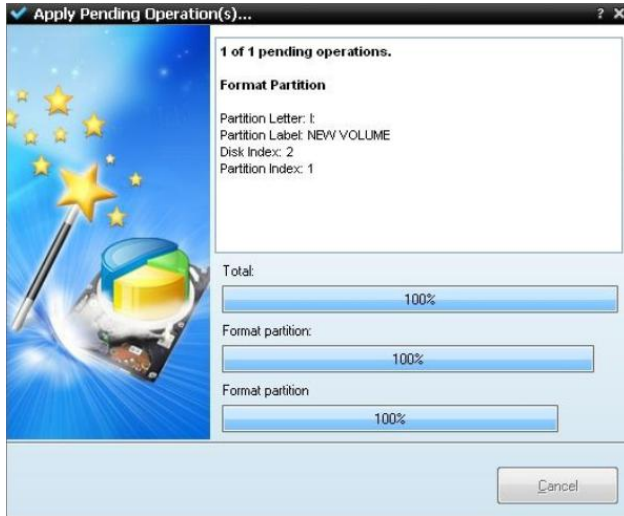 Apply Pending Operation(s)...
? X
1 of 1 pending operations.
Format Partition
Partition Letter: I:
Partition Label: NEW VOLUME
Disk Index: 2
Partition Index: 1
Total:
100%
Format partition:
100%
Format partition
100%
Cancel